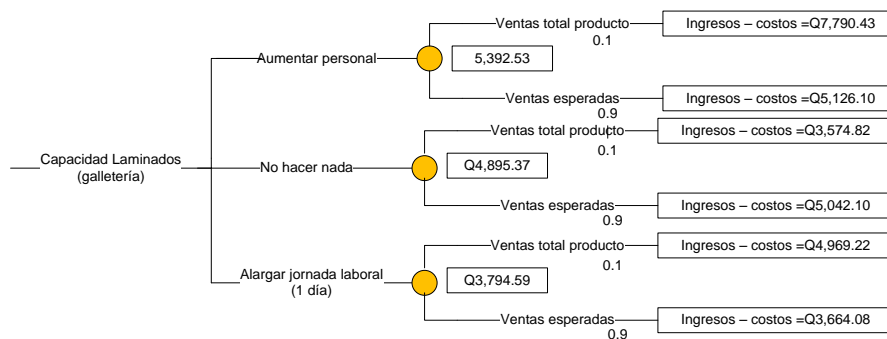 Ventas total producto
0.1
Ingresos – costos =Q7,790.43
Aumentar personal
5,392.53
Ventas esperadas
0.9
Ingresos – costos =Q5,126.10
Ventas total producto
0.1
Ingresos – costos =Q3,574.82
Capacidad Laminados
(galletería)
No hacer nada
Q4,895.37
Ventas esperadas
0.9
Ingresos – costos =Q5,042.10
Ventas total producto
0.1
Ingresos – costos =Q4,969.22
Alargar jornada laboral
(1 día)
Q3,794.59
Ventas esperadas
0.9
Ingresos – costos =Q3,664.08